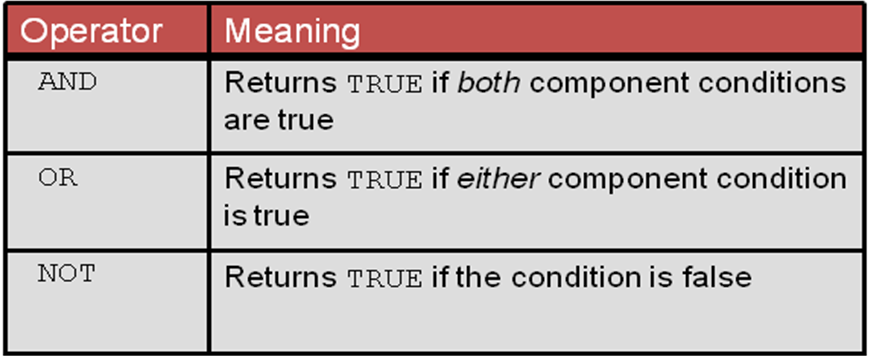 Operator Meaning
AND Returns TRUE if both component conditions
are true
OR Returns TRUE if either component condition
is true
NOT Returns TRUE if the condition is false